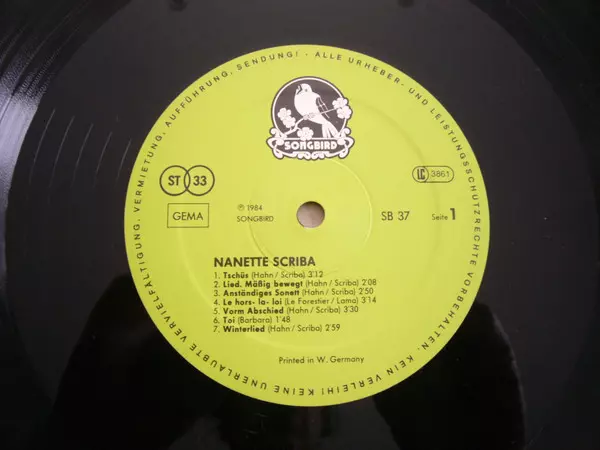 ALLE URHEBER- UND LEISTUNGSSCHUTZRECHTE VORBEHALTEN. KEIN VERLEIH! KEINE UNERLAUBTE VERVIELFÄLTIGUNG, VERMIETUNG, AUFFÜHRUNG, SENDUNG! -
SONGBIRD
ST 33
LC 3861
GEMA
℗ 1984
SONGBIRD
SB 37
Seite 1
NANETTE SCRIBA
1. Tschüs (Hahn / Scriba) 3'12
2. Lied. Mäßig bewegt (Hahn / Scriba) 2'08
3. Anständiges Sonett (Hahn / Scriba) 2'50
4. Le hors- la- loi (Le Forestier / Lama) 3'14
5. Vorm Abschied (Hahn / Scriba) 3'30
6. Toi (Barbara) 1'48
7. Winterlied (Hahn / Scriba) 2'59
Printed in W. Germany